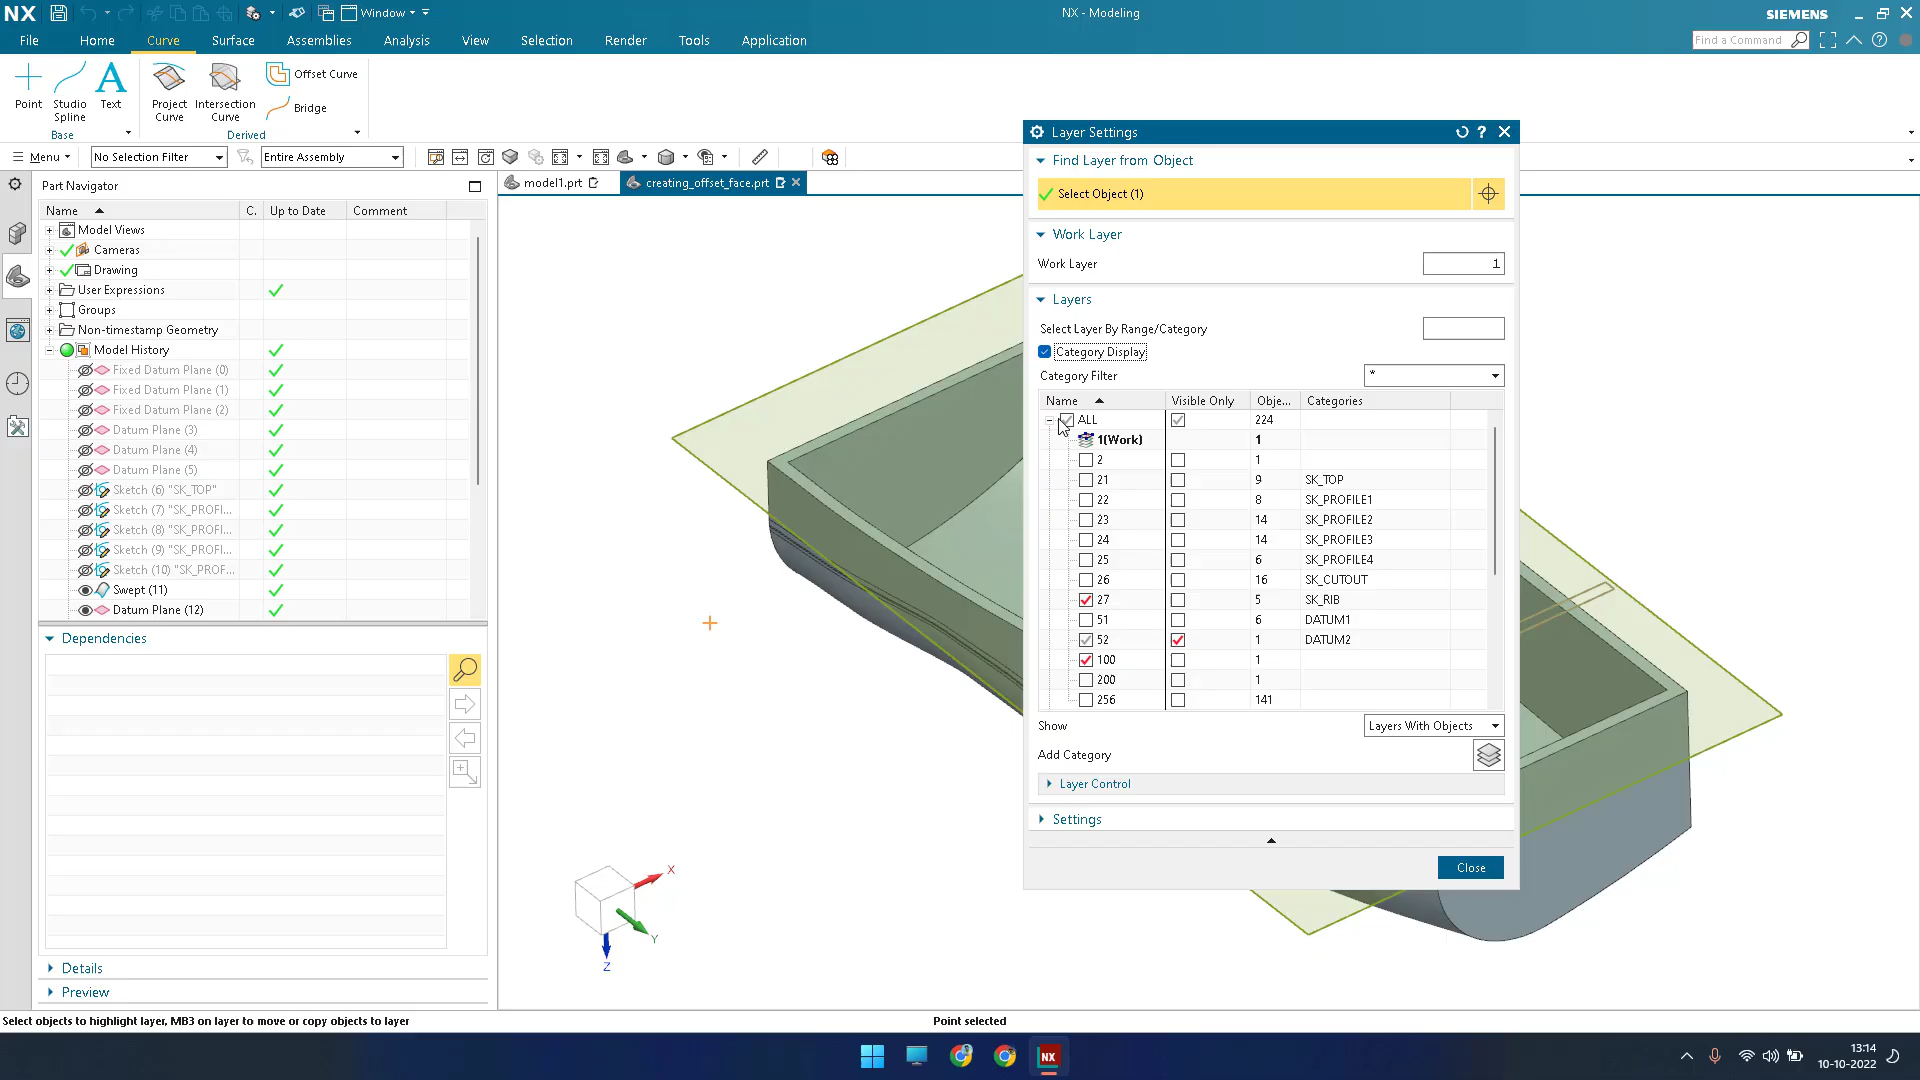 NX
Window
NX - Modeling
SIEMENS
File Home Curve Surface Assemblies Analysis View Selection Render Tools Application
Find a Command
Point
Studio Spline
Text
Project Curve
Intersection Curve
Offset Curve
Bridge
Base
Derived
Menu
No Selection Filter
Entire Assembly
Part Navigator
model1.prt
creating_offset_face.prt
Name C. Up to Date Comment
Model Views
Cameras
Drawing
User Expressions
Groups
Non-timestamp Geometry
Model History
Fixed Datum Plane (0)
Fixed Datum Plane (1)
Fixed Datum Plane (2)
Datum Plane (3)
Datum Plane (4)
Datum Plane (5)
Sketch (6) "SK_TOP"
Sketch (7) "SK_PROFI...
Sketch (8) "SK_PROFI...
Sketch (9) "SK_PROFI...
Sketch (10) "SK_PROF...
Swept (11)
Datum Plane (12)
Dependencies
Details
Preview
X
Y
Z
Layer Settings
?
Find Layer from Object
Select Object (1)
Work Layer
Work Layer 1
Layers
Select Layer By Range/Category
Category Display
Category Filter *
Name Visible Only Obje... Categories
ALL 224
1(Work) 1
2 1
21 9 SK_TOP
22 8 SK_PROFILE1
23 14 SK_PROFILE2
24 14 SK_PROFILE3
25 6 SK_PROFILE4
26 16 SK_CUTOUT
27 5 SK_RIB
51 6 DATUM1
52 1 DATUM2
100 1
200 1
256 141
Show Layers With Objects
Add Category
Layer Control
Settings
Close
Select objects to highlight layer, MB3 on layer to move or copy objects to layer
Point selected
NX
13:14
10-10-2022